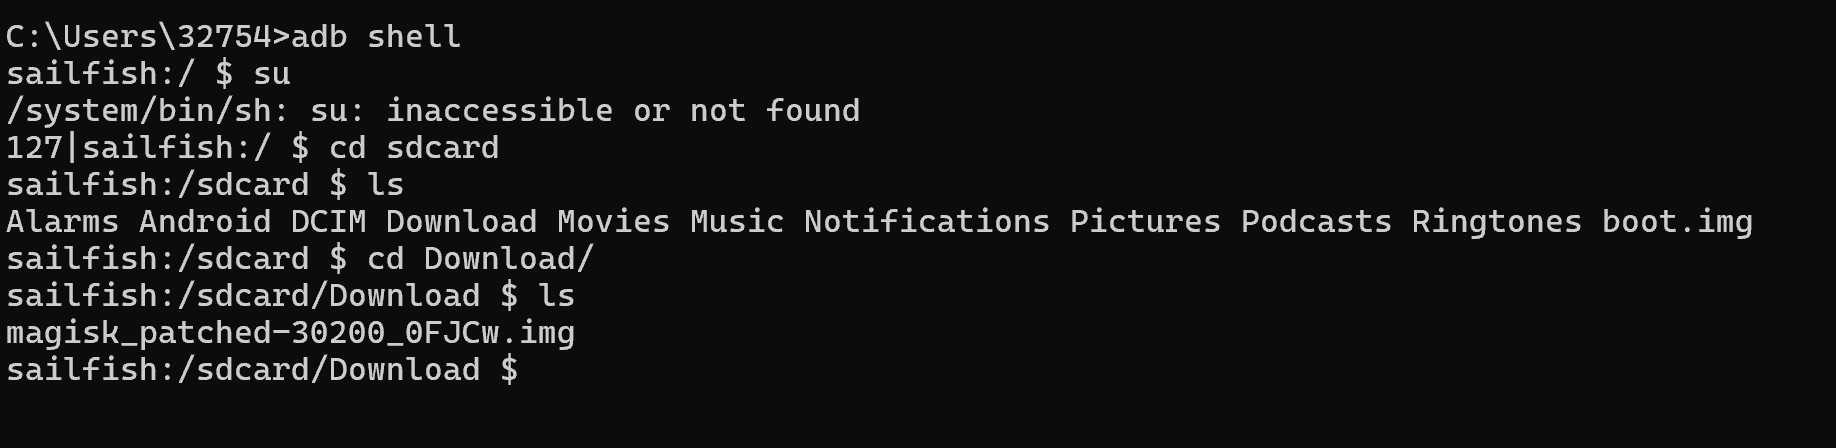 C:\Users\32754>adb shell
sailfish:/ $ su
/system/bin/sh: su: inaccessible or not found
127|sailfish:/ $ cd sdcard
sailfish:/sdcard $ ls
Alarms Android DCIM Download Movies Music Notifications Pictures Podcasts Ringtones boot.img
sailfish:/sdcard $ cd Download/
sailfish:/sdcard/Download $ ls
magisk_patched-30200_0FJCw.img
sailfish:/sdcard/Download $